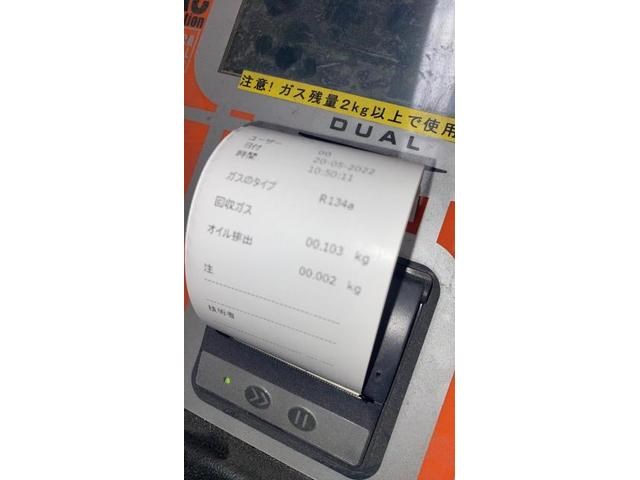 注意! ガス残量2kg以上で使用
DUAL
ユーザー 00
日付 20-05-2022
時間 10:50:11
ガスのタイプ R134a
回収ガス 00.103 kg
オイル排出 00.002 kg
注
技術者